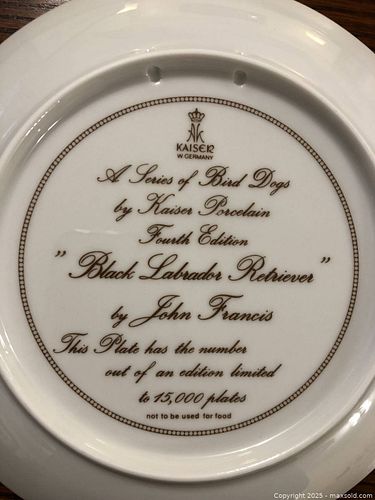 KAISER
W. GERMANY
A Series of Bird Dogs
by Kaiser Porcelain
Fourth Edition
"Black Labrador Retriever"
by John Francis
This Plate has the number
out of an edition limited
to 15,000 plates
not to be used for food
Copyright 2025 - maxsold.com